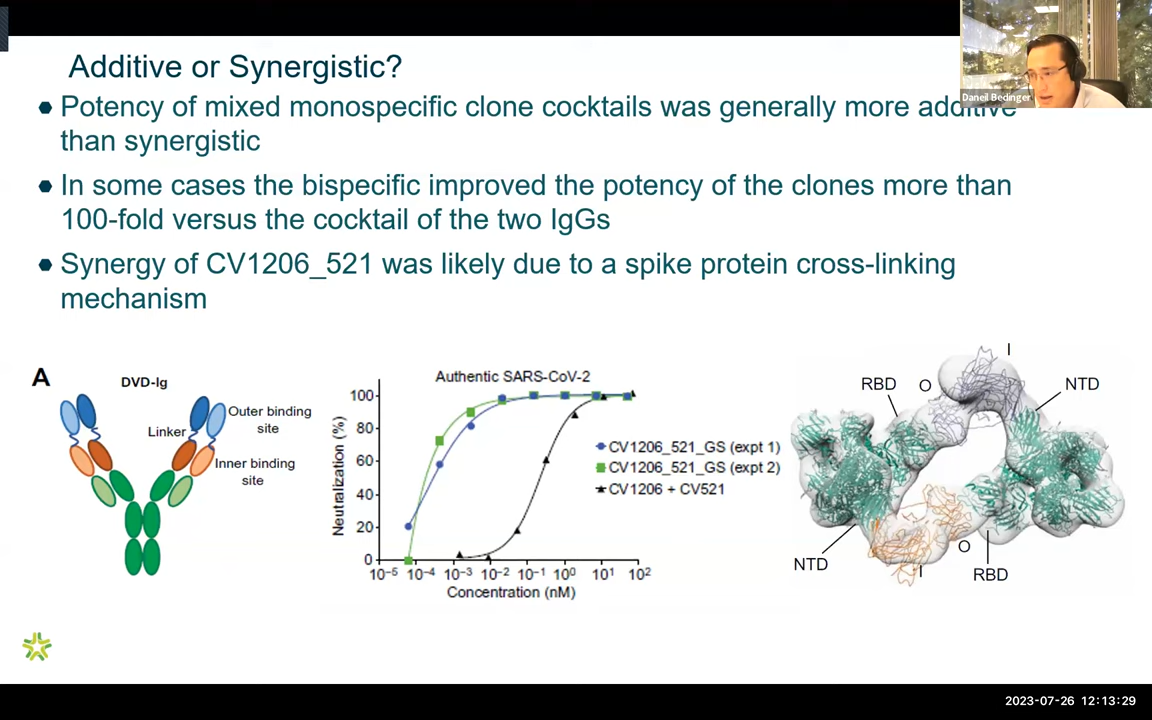 Additive or Synergistic?
Potency of mixed monospecific clone cocktails was generally more additive
than synergistic
In some cases the bispecific improved the potency of the clones more than
100-fold versus the cocktail of the two IgGs
Synergy of CV1206_521 was likely due to a spike protein cross-linking
mechanism
Daneil Bedinger
A
DVD-Ig
Outer binding
site
Linker
Inner binding
site
Authentic SARS-CoV-2
Neutralization (%)
100
80
60
40
20
0
10⁻⁵ 10⁻⁴ 10⁻³ 10⁻² 10⁻¹ 10⁰ 10¹ 10²
Concentration (nM)
CV1206_521_GS (expt 1)
CV1206_521_GS (expt 2)
CV1206 + CV521
I
RBD O NTD
NTD I O RBD
2023-07-26 12:13:29